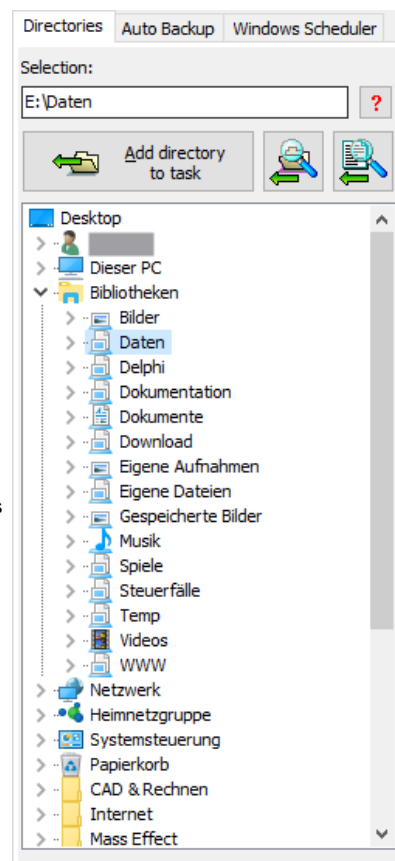 Directories Auto Backup Windows Scheduler
Selection:
E:\Daten ?
Add directory
to task
Desktop
Dieser PC
Bibliotheken
Bilder
Daten
Delphi
Dokumentation
Dokumente
Download
Eigene Aufnahmen
Eigene Dateien
Gespeicherte Bilder
Musik
Spiele
Steuerfälle
Temp
Videos
WWW
Netzwerk
Heimnetzgruppe
Systemsteuerung
Papierkorb
CAD & Rechnen
Internet
Mass Effect